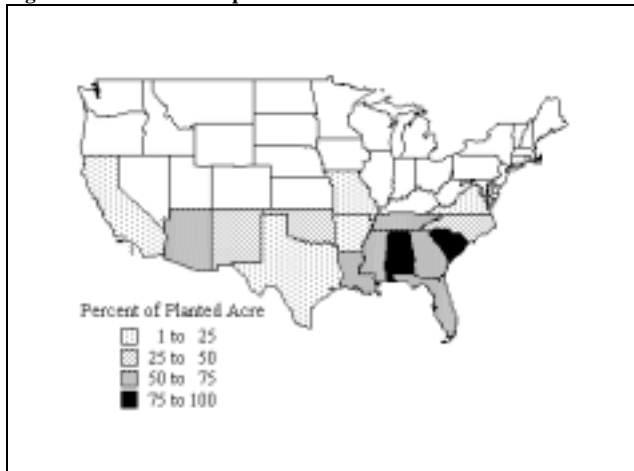 Percent of Planted Acre
1 to 25
25 to 50
50 to 75
75 to 100